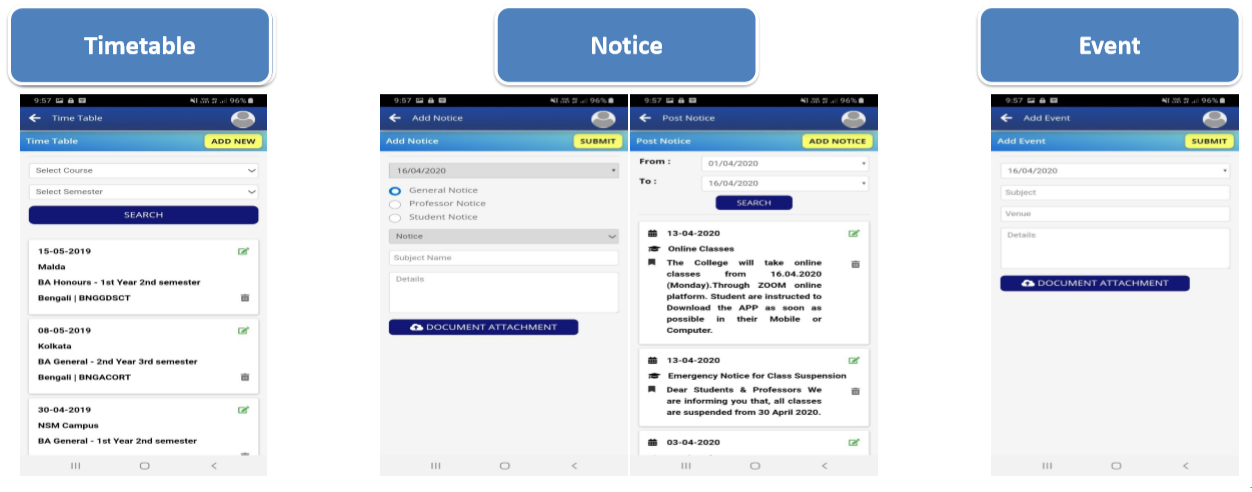 Timetable
Notice
Event
9:57 96%
Time Table
Time Table ADD NEW
Select Course
Select Semester
SEARCH
15-05-2019
Malda
BA Honours - 1st Year 2nd semester
Bengali | BNGGDSCT
08-05-2019
Kolkata
BA General - 2nd Year 3rd semester
Bengali | BNGACORT
30-04-2019
NSM Campus
BA General - 1st Year 2nd semester
9:57 96%
Add Notice
Add Notice SUBMIT
16/04/2020
General Notice
Professor Notice
Student Notice
Notice
Subject Name
Details
DOCUMENT ATTACHMENT
9:57 96%
Post Notice
Post Notice ADD NOTICE
From : 01/04/2020
To : 16/04/2020
SEARCH
13-04-2020
Online Classes
The College will take online
classes from 16.04.2020
(Monday).Through ZOOM online
platform. Student are instructed to
Download the APP as soon as
possible in their Mobile or
Computer.
13-04-2020
Emergency Notice for Class Suspension
Dear Students & Professors We
are informing you that, all classes
are suspended from 30 April 2020.
03-04-2020
9:57 96%
Add Event
Add Event SUBMIT
16/04/2020
Subject
Venue
Details
DOCUMENT ATTACHMENT